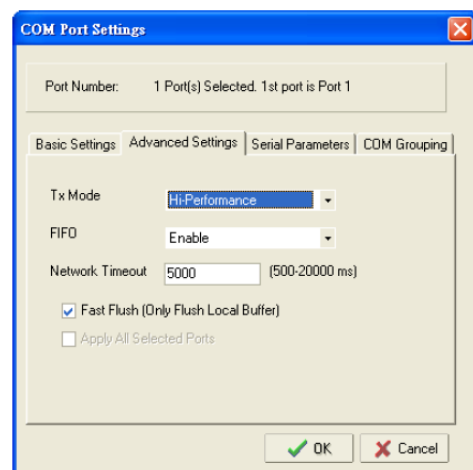 COM Port Settings
Port Number: 1 Port(s) Selected. 1st port is Port 1
Basic Settings Advanced Settings Serial Parameters COM Grouping
Tx Mode Hi-Performance
FIFO Enable
Network Timeout 5000 (500-20000 ms)
Fast Flush (Only Flush Local Buffer)
Apply All Selected Ports
OK Cancel